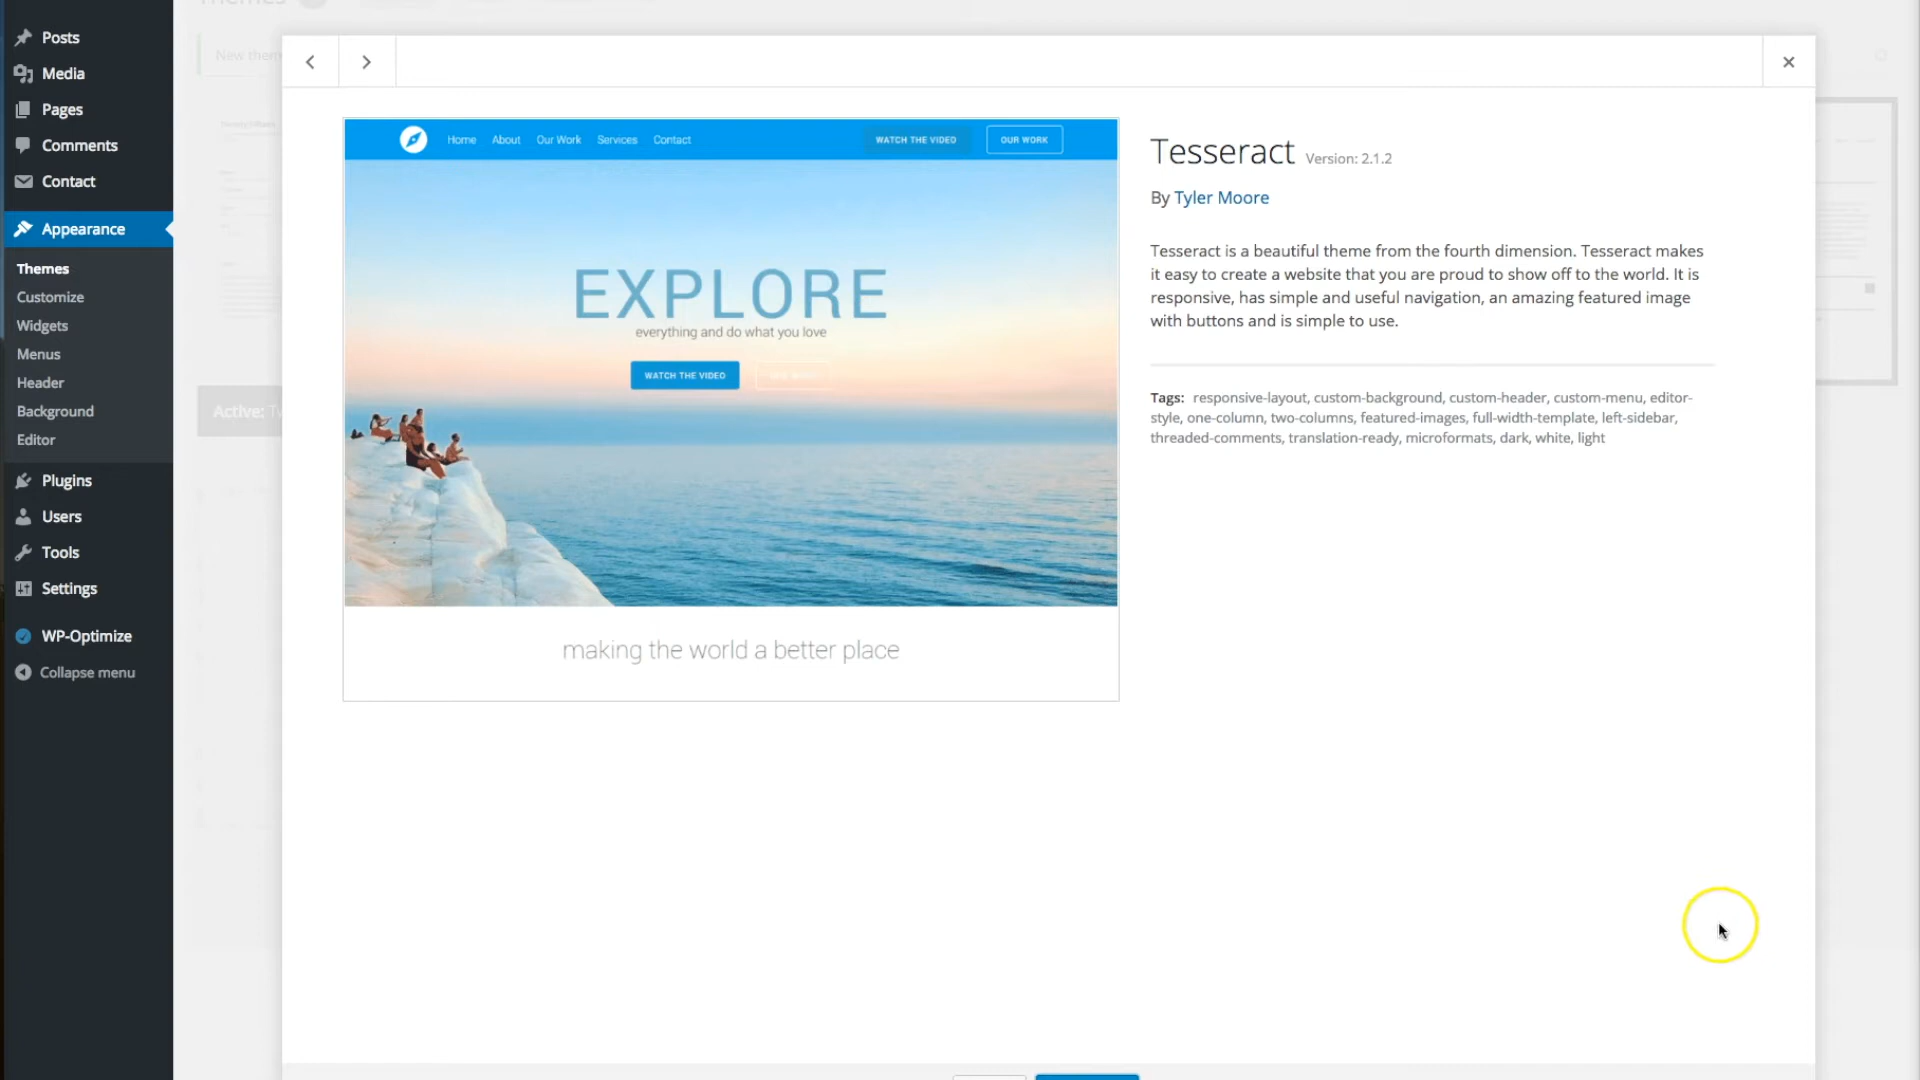 Themes
Posts
Media
Pages
Comments
Contact
Appearance
Themes
Customize
Widgets
Menus
Header
Background
Editor
Plugins
Users
Tools
Settings
WP-Optimize
Collapse menu
New them
Active: Tw
Home About Our Work Services Contact WATCH THE VIDEO OUR WORK
EXPLORE
everything and do what you love
WATCH THE VIDEO
making the world a better place
Tesseract Version: 2.1.2
By Tyler Moore
Tesseract is a beautiful theme from the fourth dimension. Tesseract makes
it easy to create a website that you are proud to show off to the world. It is
responsive, has simple and useful navigation, an amazing featured image
with buttons and is simple to use.
Tags: responsive-layout, custom-background, custom-header, custom-menu, editor-
style, one-column, two-columns, featured-images, full-width-template, left-sidebar,
threaded-comments, translation-ready, microformats, dark, white, light